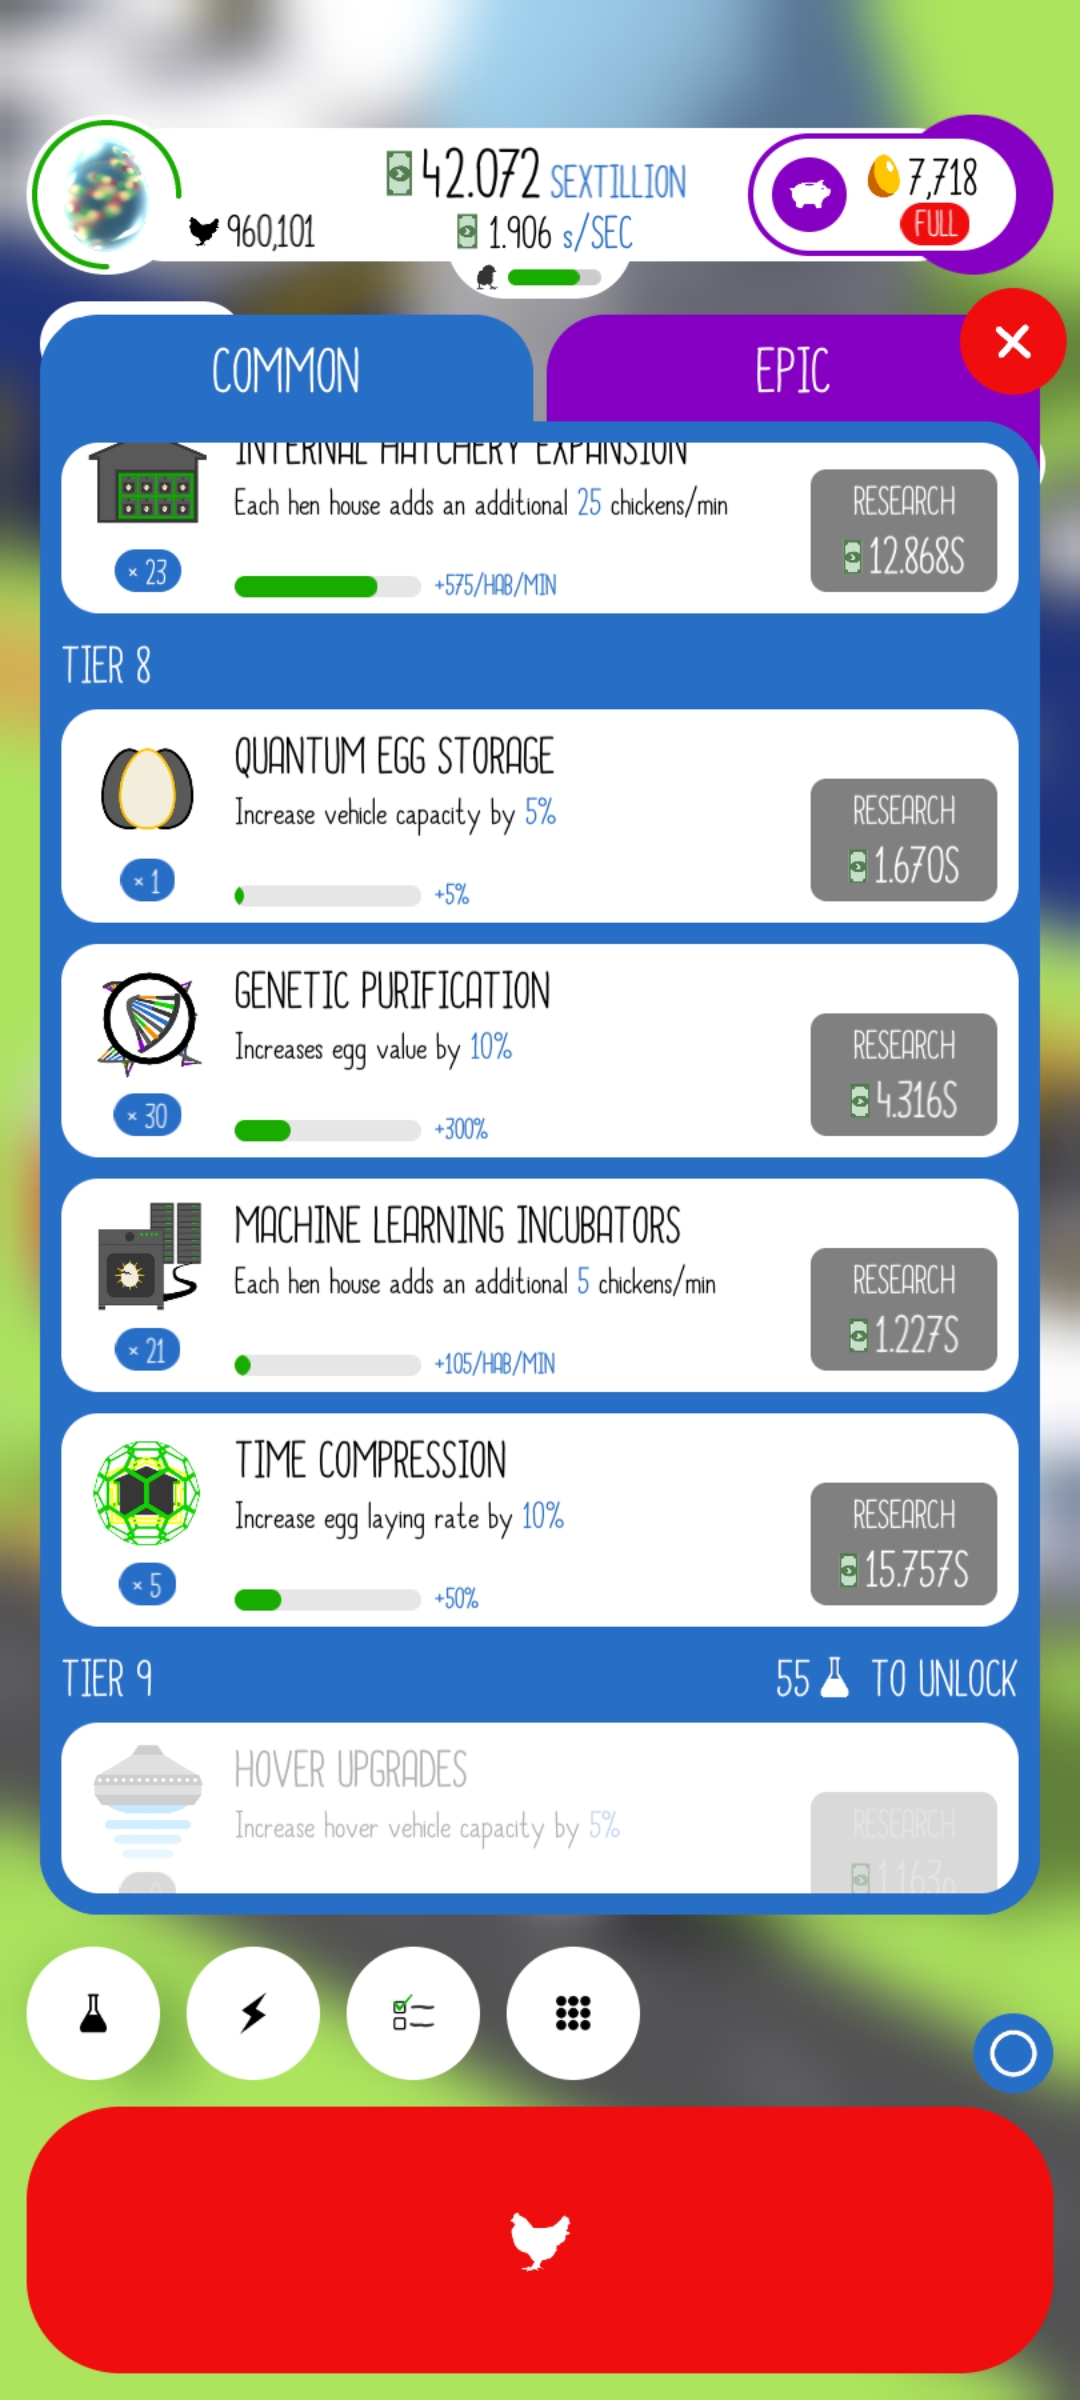 42.072 SEXTILLION
960,101
1.906 s/SEC
7,718
FULL
COMMON
EPIC
INTERNAL HATCHERY EXPANSION
Each hen house adds an additional 25 chickens/min
RESEARCH
12.868S
× 23
+575/HAB/MIN
TIER 8
QUANTUM EGG STORAGE
Increase vehicle capacity by 5%
RESEARCH
1.670S
× 1
+5%
GENETIC PURIFICATION
Increases egg value by 10%
RESEARCH
4.316S
× 30
+300%
MACHINE LEARNING INCUBATORS
Each hen house adds an additional 5 chickens/min
RESEARCH
1.227S
× 21
+105/HAB/MIN
TIME COMPRESSION
Increase egg laying rate by 10%
RESEARCH
15.757S
× 5
+50%
TIER 9
55 TO UNLOCK
HOVER UPGRADES
Increase hover vehicle capacity by 5%
RESEARCH